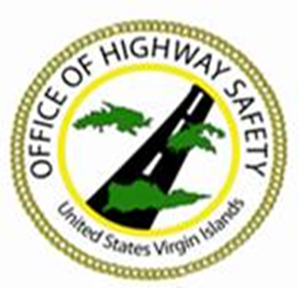 OFFICE OF HIGHWAY SAFETY
United States Virgin Islands